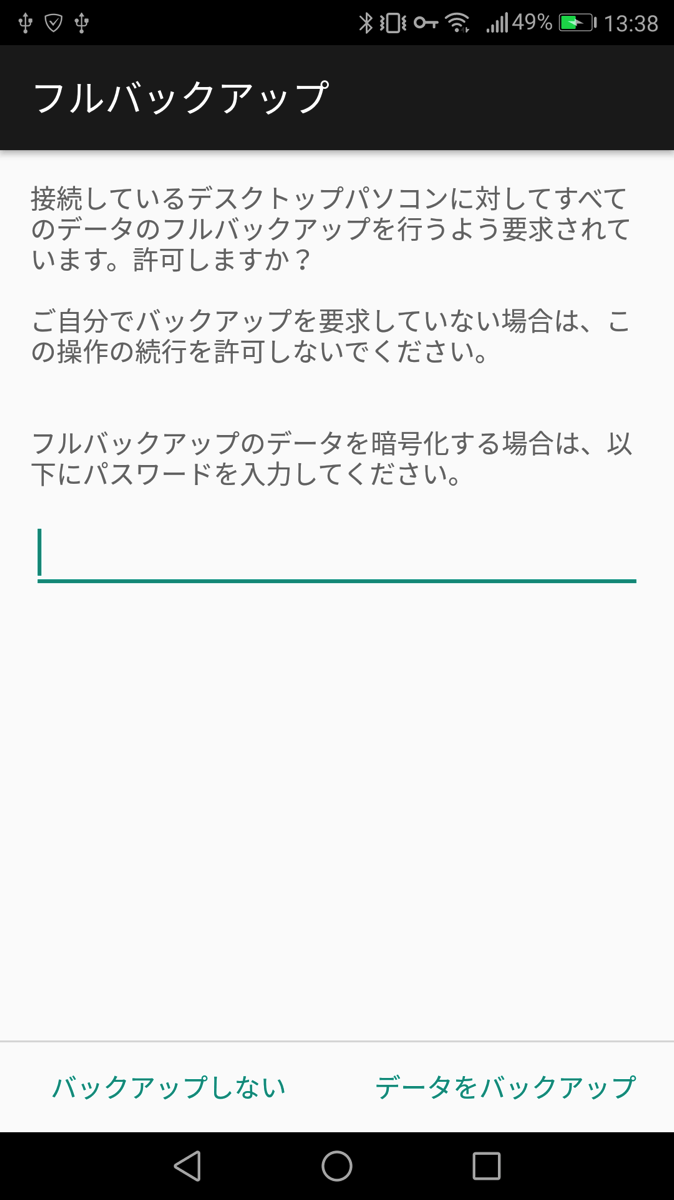 49% 13:38
フルバックアップ
接続しているデスクトップパソコンに対してすべて
のデータのフルバックアップを行うよう要求されて
います。許可しますか？
ご自分でバックアップを要求していない場合は、こ
の操作の続行を許可しないでください。
フルバックアップのデータを暗号化する場合は、以
下にパスワードを入力してください。
バックアップしない データをバックアップ